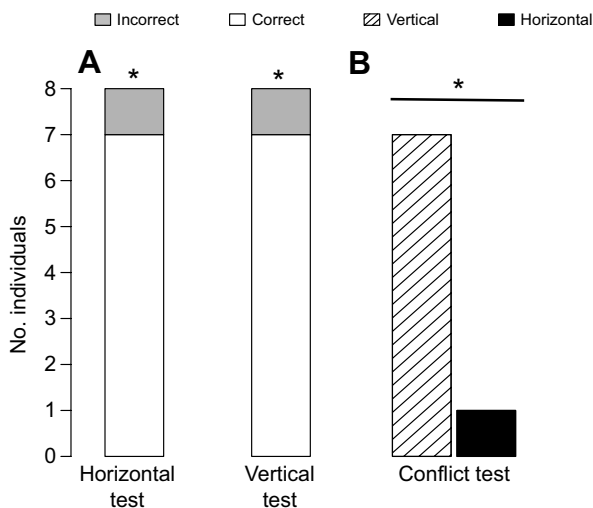 Incorrect Correct Vertical Horizontal
A * * B *
8
7
6
5
4
3
2
1
0
No. individuals
Horizontal
test
Vertical
test
Conflict test